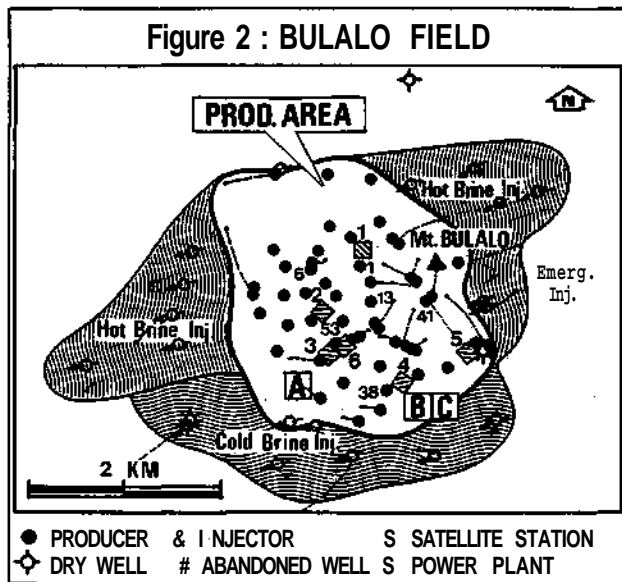 Figure 2 : BULALO FIELD
PROD. AREA
N
Hot Brine Inj.
1
Mt. BULALO
6
1
Emerg.
Inj.
2
13
41
Hot Brine Inj
53
3
6
5
4
A
38
B C
Cold Brine Inj.
2 KM
PRODUCER & I NJECTOR S SATELLITE STATION
DRY WELL # ABANDONED WELL S POWER PLANT